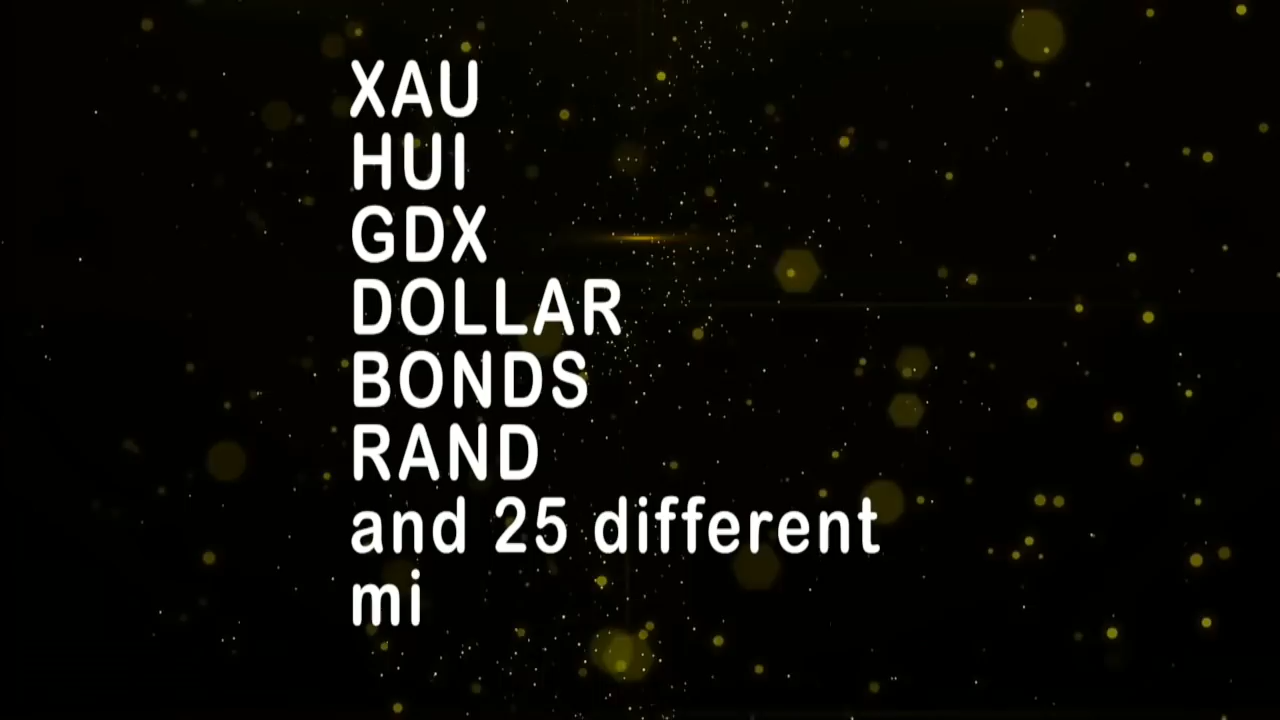 XAU
HUI
GDX
DOLLAR
BONDS
RAND
and 25 different
mi